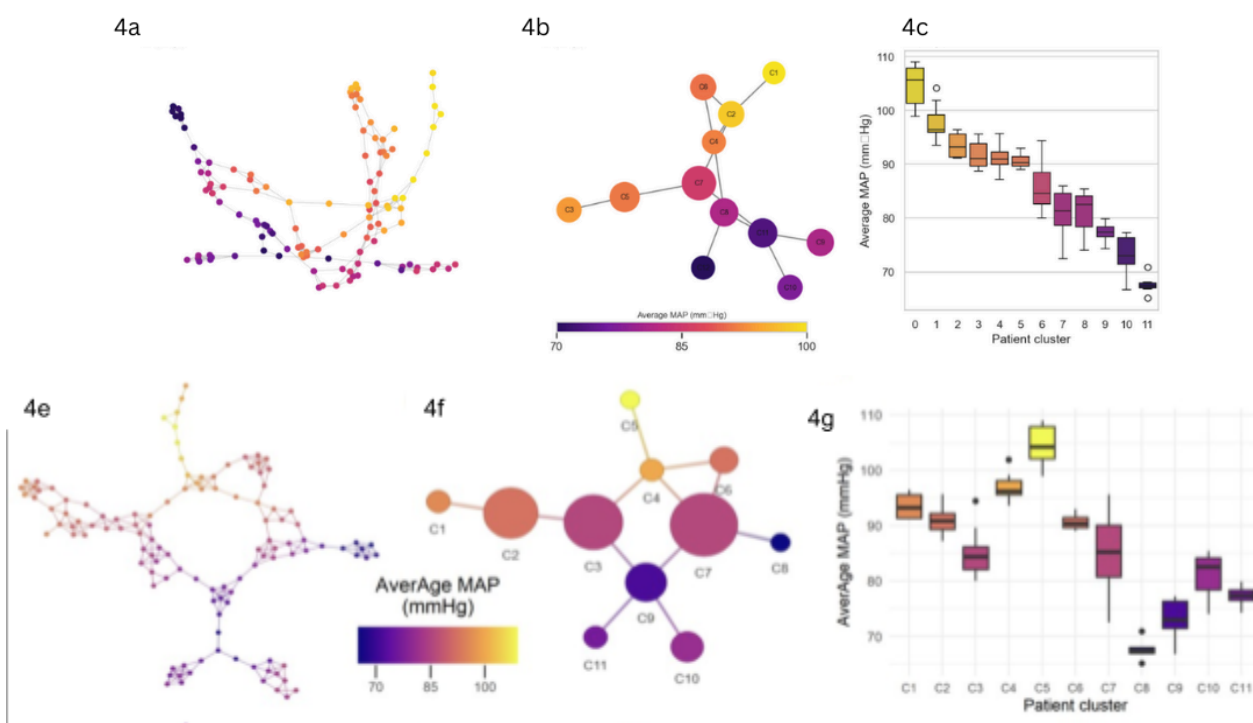 4a
4b
C1
C6
C2
C4
C7
C5
C3
C11
C9
C10
Average MAP (mm□Hg)
70 85 100
4c
Average MAP (mm□Hg)
110
100
90
80
70
0 1 2 3 4 5 6 7 8 9 10 11
Patient cluster
4e
4f
C5
C4
C6
C1
C2
C3
C7
C8
C9
C11
C10
AverAge MAP
(mmHg)
70 85 100
4g
AverAge MAP (mmHg)
110
100
90
80
70
C1 C2 C3 C4 C5 C6 C7 C8 C9 C10 C11
Patient cluster